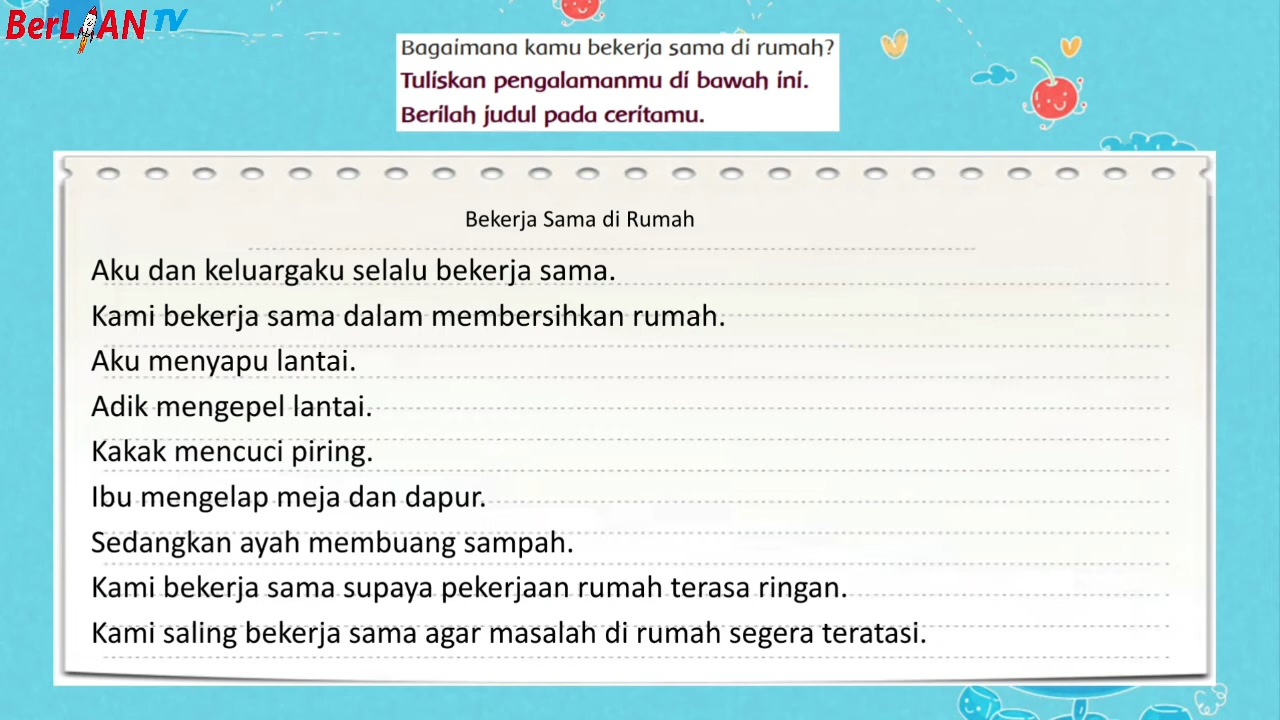 BerLIAN TV
Bagaimana kamu bekerja sama di rumah?
Tuliskan pengalamanmu di bawah ini.
Berilah judul pada ceritamu.
Bekerja Sama di Rumah
Aku dan keluargaku selalu bekerja sama.
Kami bekerja sama dalam membersihkan rumah.
Aku menyapu lantai.
Adik mengepel lantai.
Kakak mencuci piring.
Ibu mengelap meja dan dapur.
Sedangkan ayah membuang sampah.
Kami bekerja sama supaya pekerjaan rumah terasa ringan.
Kami saling bekerja sama agar masalah di rumah segera teratasi.